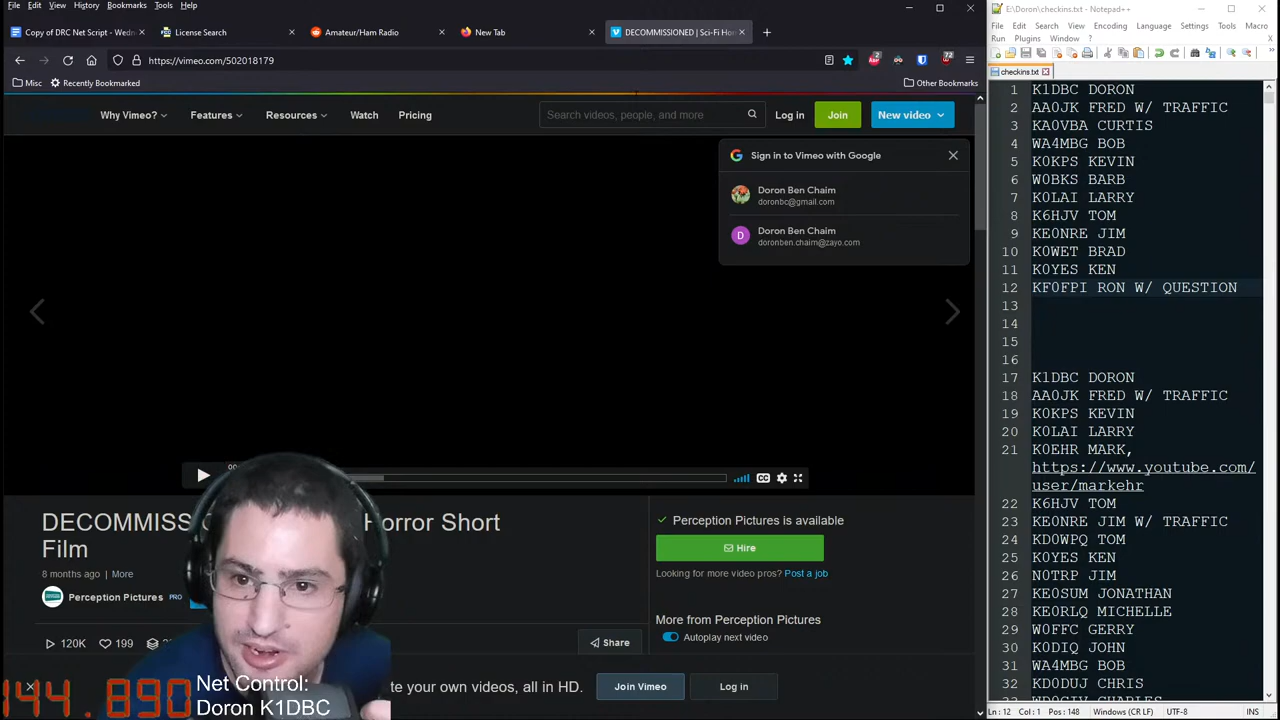 File Edit View History Bookmarks Tools Help
Copy of DRC Net Script - Wedn
License Search
Amateur/Ham Radio
New Tab
DECOMMISSIONED | Sci-Fi Ho
https://vimeo.com/502018179
Misc
Recently Bookmarked
Other Bookmarks
Why Vimeo?
Features
Resources
Watch
Pricing
Search videos, people, and more
Log in
Join
New video
Sign in to Vimeo with Google
Doron Ben Chaim
doronbc@gmail.com
Doron Ben Chaim
doronben.chaim@zayo.com
CC
DECOMMISS Horror Short
Film
8 months ago | More
Perception Pictures PRO
120K
199
Share
Perception Pictures is available
Hire
Looking for more video pros? Post a job
More from Perception Pictures
Autoplay next video
te your own videos, all in HD.
Join Vimeo
Log in
144.890
Net Control:
Doron K1DBC
E:\Doron\checkins.txt - Notepad++
File Edit Search View Encoding Language Settings Tools Macro
Run Plugins Window ?
checkins.txt
1 K1DBC DORON
2 AA0JK FRED W/ TRAFFIC
3 KA0VBA CURTIS
4 WA4MBG BOB
5 K0KPS KEVIN
6 W0BKS BARB
7 K0LAI LARRY
8 K6HJV TOM
9 KE0NRE JIM
10 K0WET BRAD
11 K0YES KEN
12 KF0FPI RON W/ QUESTION
13
14
15
16
17 K1DBC DORON
18 AA0JK FRED W/ TRAFFIC
19 K0KPS KEVIN
20 K0LAI LARRY
21 K0EHR MARK,
https://www.youtube.com/
user/markehr
22 K6HJV TOM
23 KE0NRE JIM W/ TRAFFIC
24 KD0WPQ TOM
25 K0YES KEN
26 N0TRP JIM
27 KE0SUM JONATHAN
28 KE0RLQ MICHELLE
29 W0FFC GERRY
30 K0DIQ JOHN
31 WA4MBG BOB
32 KD0DUJ CHRIS
Ln : 12 Col : 1 Pos : 148
Windows (CR LF)
UTF-8
INS